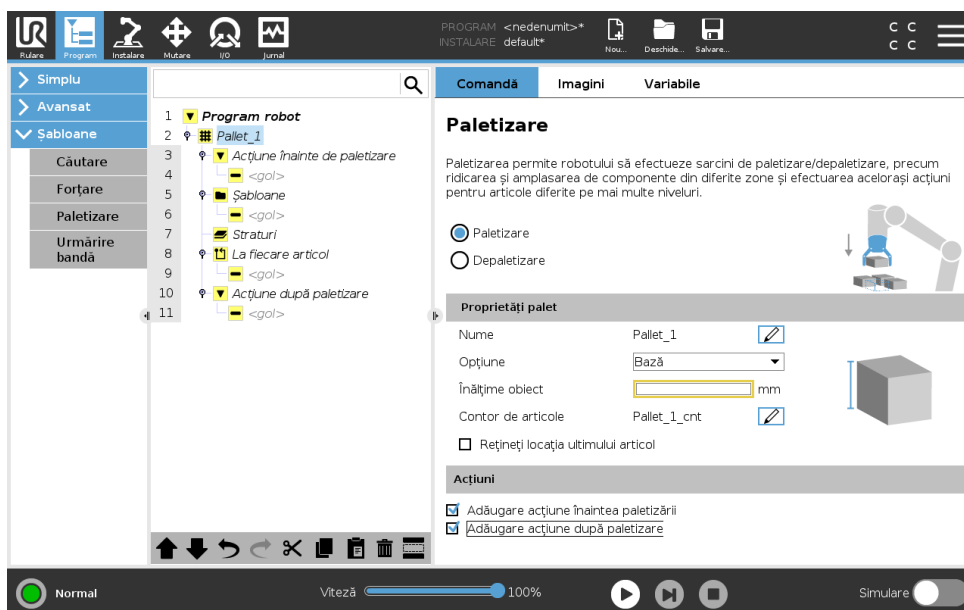 UR
Rulare
Program
Instalare
Mutare
I/O
Jurnal
PROGRAM <nedenumit>*
INSTALARE default*
Nou...
Deschide...
Salvare...
C C
C C
Simplu
Avansat
Șabloane
Căutare
Forțare
Paletizare
Urmărire
bandă
1 Program robot
2 Pallet_1
3 Acțiune înainte de paletizare
4 <gol>
5 Șabloane
6 <gol>
7 Straturi
8 La fiecare articol
9 <gol>
10 Acțiune după paletizare
11 <gol>
Comandă Imagini Variabile
Paletizare
Paletizarea permite robotului să efectueze sarcini de paletizare/depaletizare, precum
ridicarea și amplasarea de componente din diferite zone și efectuarea acelorași acțiuni
pentru articole diferite pe mai multe niveluri.
Paletizare
Depaletizare
Proprietăți palet
Nume Pallet_1
Opțiune Bază
Înălțime obiect mm
Contor de articole Pallet_1_cnt
Rețineți locația ultimului articol
Acțiuni
Adăugare acțiune înaintea paletizării
Adăugare acțiune după paletizare
Normal
Viteză 100%
Simulare